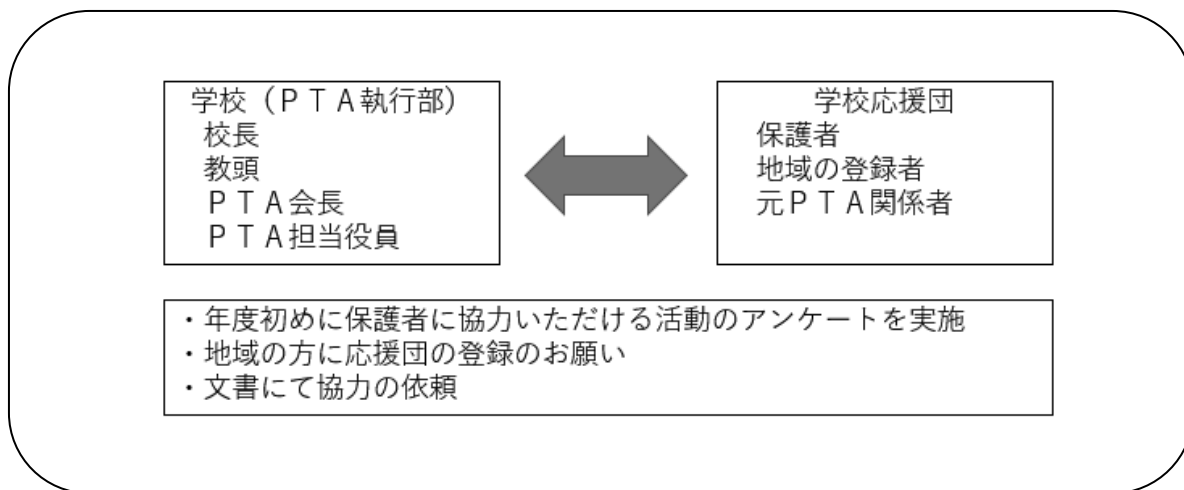 学校（ＰＴＡ執行部）
校長
教頭
ＰＴＡ会長
ＰＴＡ担当役員
学校応援団
保護者
地域の登録者
元ＰＴＡ関係者
・年度初めに保護者に協力いただける活動のアンケートを実施
・地域の方に応援団の登録のお願い
・文書にて協力の依頼